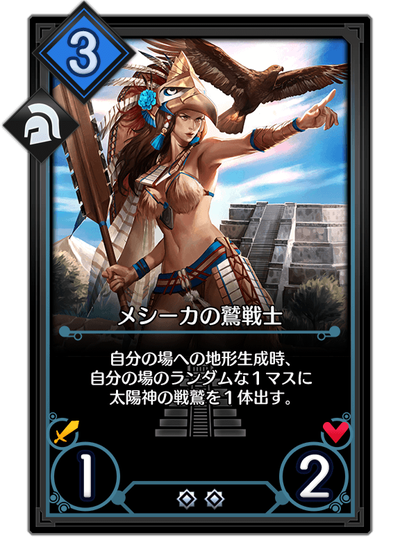 3
メシーカの鷲戦士
自分の場への地形生成時、
自分の場のランダムな1マスに
太陽神の戦鷲を1体出す。
1
2